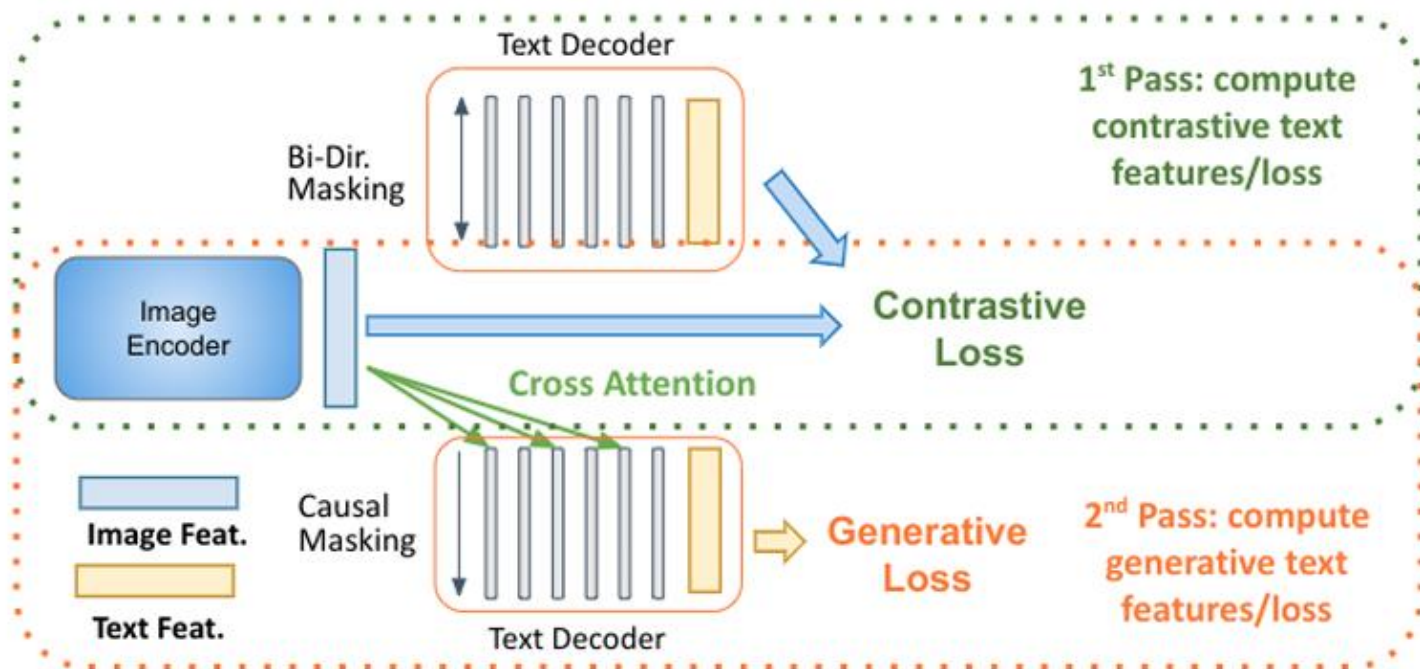 Text Decoder
1st Pass: compute
contrastive text
features/loss
Bi-Dir.
Masking
Image
Encoder
Contrastive
Loss
Cross Attention
Image Feat.
Text Feat.
Causal
Masking
Generative
Loss
2nd Pass: compute
generative text
features/loss
Text Decoder